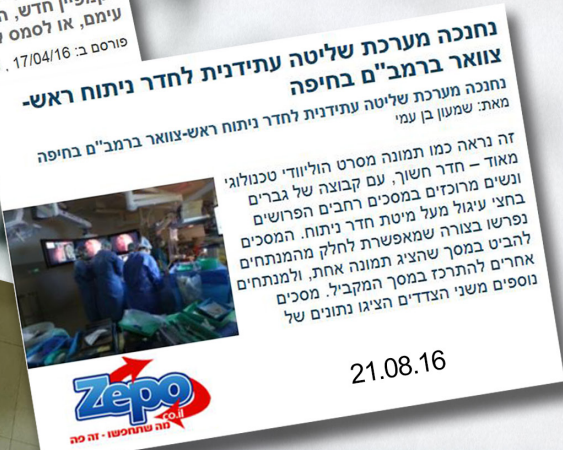 קמפיין חדש, ה
עימם, או לסמס ל
פורסם ב: 17/04/16 ,
נחנכה מערכת שליטה עתידנית לחדר ניתוח ראש-
צוואר ברמב"ם בחיפה
נחנכה מערכת שליטה עתידנית לחדר ניתוח ראש-צוואר ברמב"ם בחיפה
מאת: שמעון בן עמי
זה נראה כמו תמונה מסרט הוליוודי טכנולוגי
מאוד – חדר חשוך, עם קבוצה של גברים
ונשים מרוכזים במסכים רחבים הפרושים
בחצי עיגול מעל מיטת חדר ניתוח. המסכים
נפרשו בצורה שמאפשרת לחלק מהמנתחים
להביט במסך שהציג תמונה אחת, ולמנתחים
אחרים להתרכז במסך המקביל. מסכים
נוספים משני הצדדים הציגו נתונים של
21.08.16
Zepo
.co.il
מה שתחפשו - זה פה